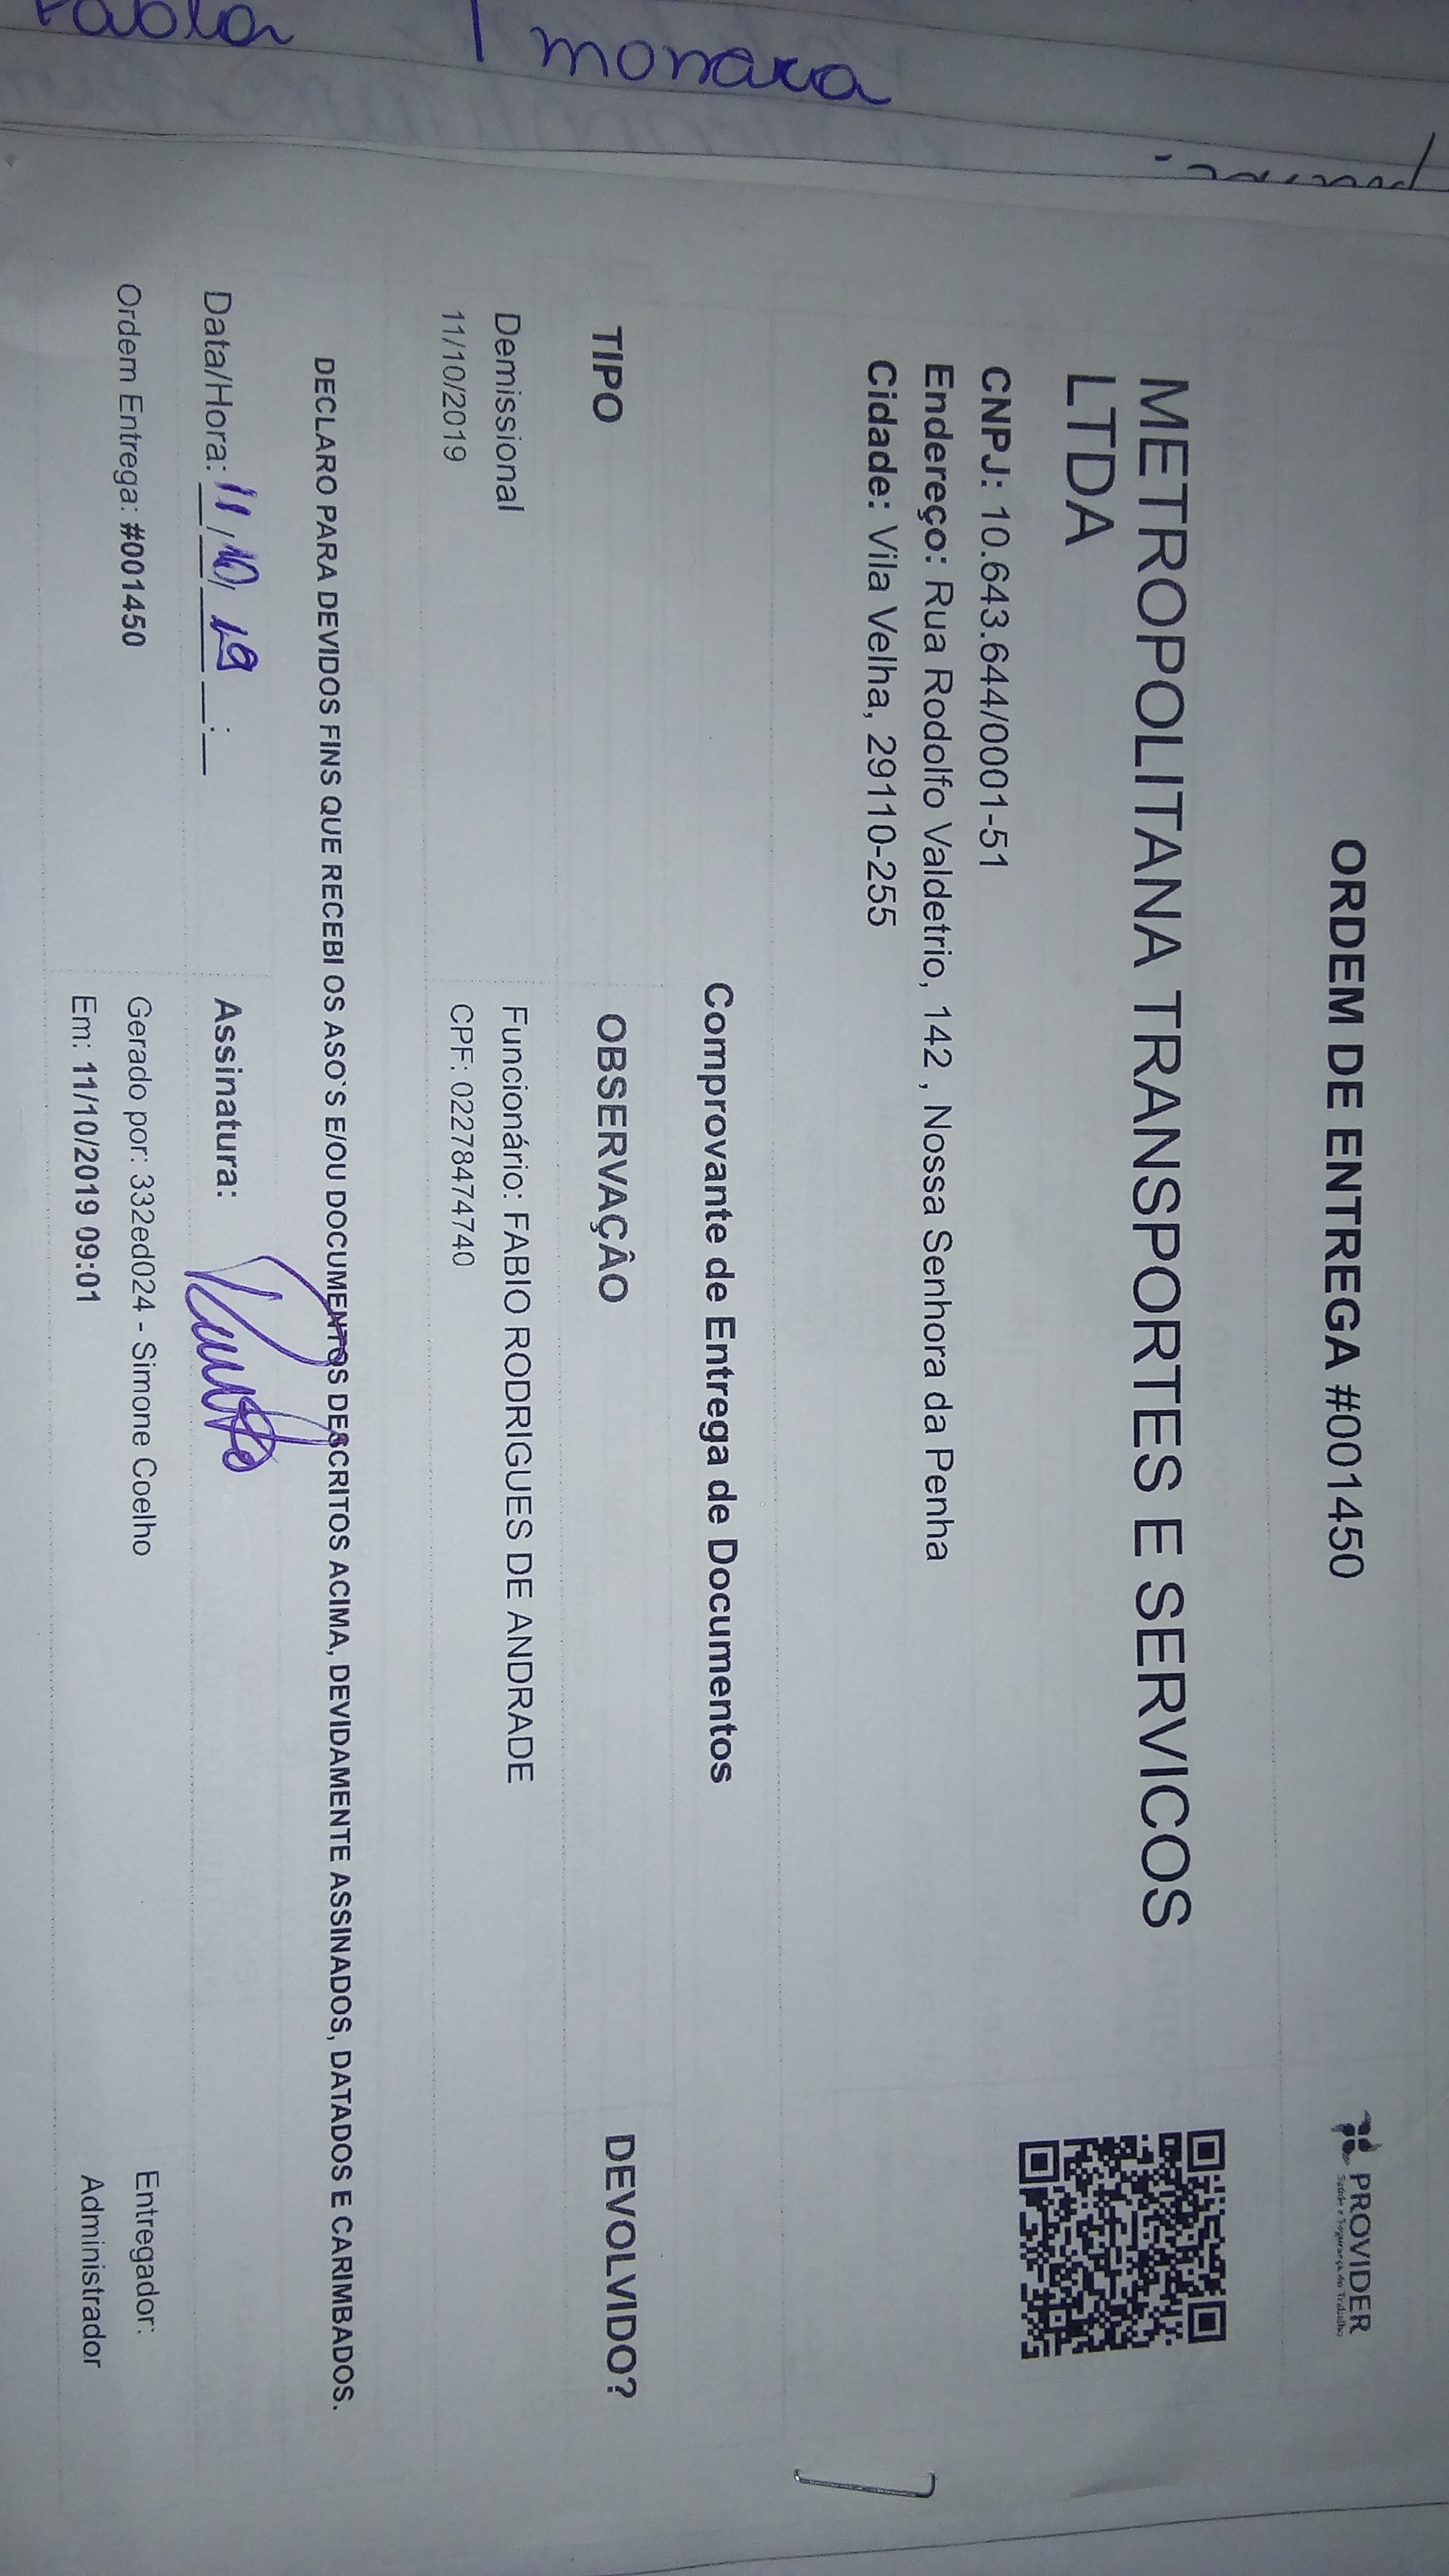 Paola
monara
ORDEM DE ENTREGA #001450
PROVIDER
Saúde e Segurança do Trabalho
METROPOLITANA TRANSPORTES E SERVICOS
LTDA
CNPJ: 10.643.644/0001-51
Endereço: Rua Rodolfo Valdetrio, 142 , Nossa Senhora da Penha
Cidade: Vila Velha, 29110-255
Comprovante de Entrega de Documentos
TIPO OBSERVAÇÂO DEVOLVIDO?
Demissional Funcionário: FABIO RODRIGUES DE ANDRADE
11/10/2019 CPF: 02278474740
DECLARO PARA DEVIDOS FINS QUE RECEBI OS ASO`S E/OU DOCUMENTOS DESCRITOS ACIMA, DEVIDAMENTE ASSINADOS, DATADOS E CARIMBADOS.
Data/Hora: 11/10/19 __:__ Assinatura:
Ordem Entrega: #001450 Gerado por: 332ed024 - Simone Coelho Entregador:
Em: 11/10/2019 09:01 Administrador